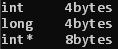 int     4bytes
long    4bytes
int*    8bytes